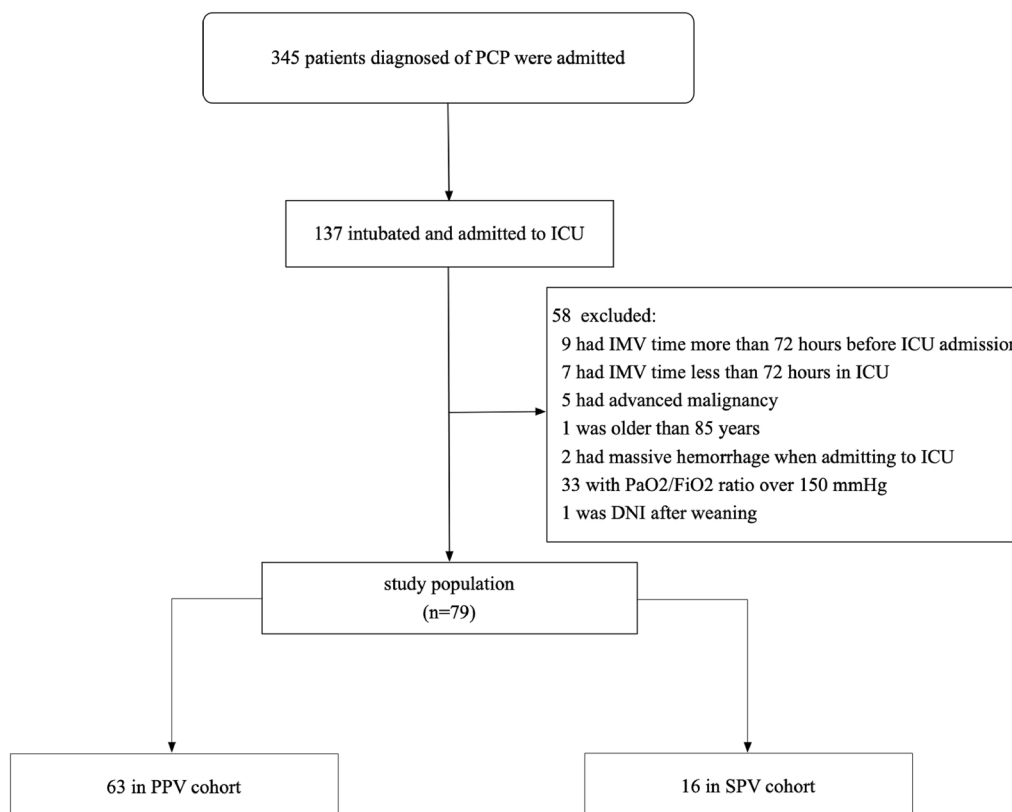 345 patients diagnosed of PCP were admitted
137 intubated and admitted to ICU
58 excluded:
9 had IMV time more than 72 hours before ICU admission
7 had IMV time less than 72 hours in ICU
5 had advanced malignancy
1 was older than 85 years
2 had massive hemorrhage when admitting to ICU
33 with PaO2/FiO2 ratio over 150 mmHg
1 was DNI after weaning
study population
(n=79)
63 in PPV cohort
16 in SPV cohort